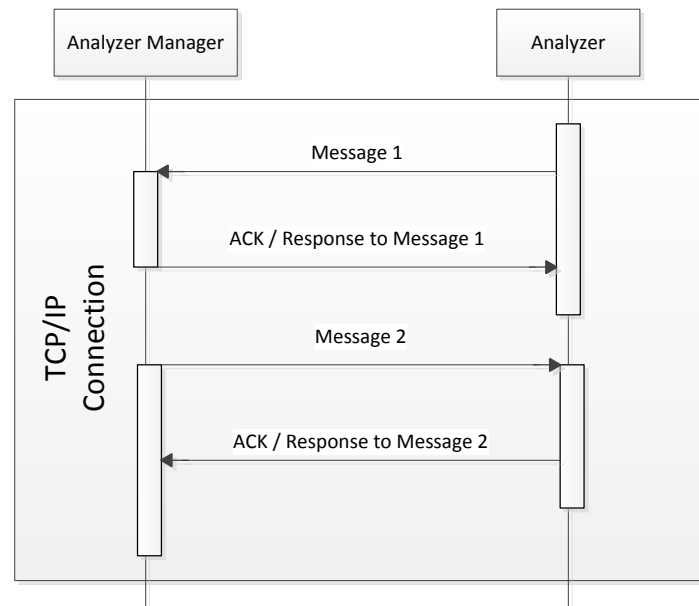 Analyzer Manager
Analyzer
Message 1
ACK / Response to Message 1
TCP/IP
Connection
Message 2
ACK / Response to Message 2